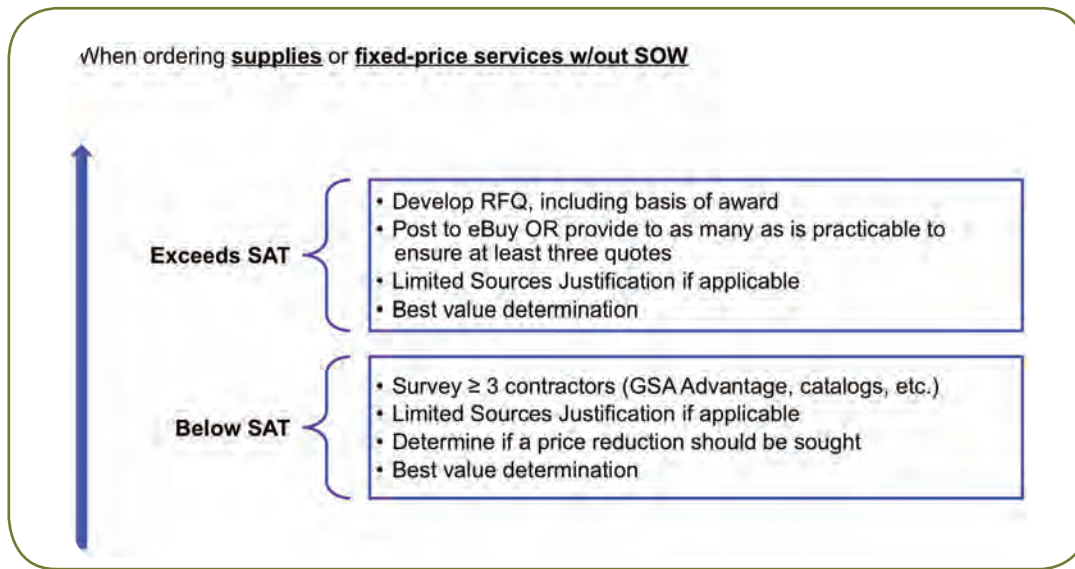 When ordering supplies or fixed-price services w/out SOW
Exceeds SAT
• Develop RFQ, including basis of award
• Post to eBuy OR provide to as many as is practicable to
ensure at least three quotes
• Limited Sources Justification if applicable
• Best value determination
Below SAT
• Survey ≥ 3 contractors (GSA Advantage, catalogs, etc.)
• Limited Sources Justification if applicable
• Determine if a price reduction should be sought
• Best value determination